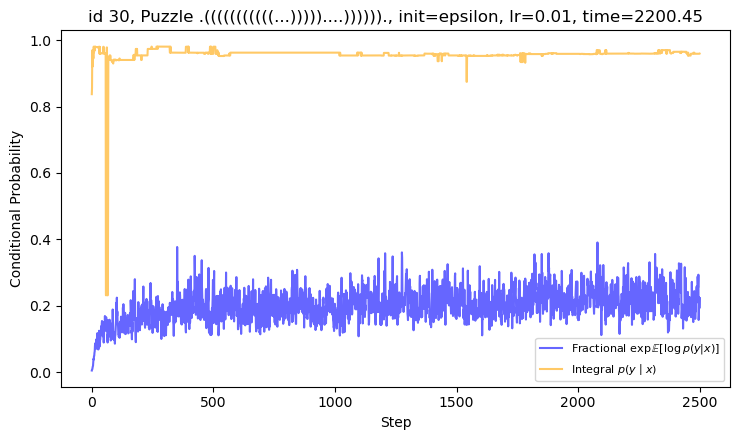 id 30, Puzzle .(((((((((((...)))))....))))))., init=epsilon, lr=0.01, time=2200.45
Conditional Probability
1.0
0.8
0.6
0.4
0.2
0.0
0
500
1000
1500
2000
2500
Step
Fractional exp𝔼[log p(y|x)]
Integral p(y | x)